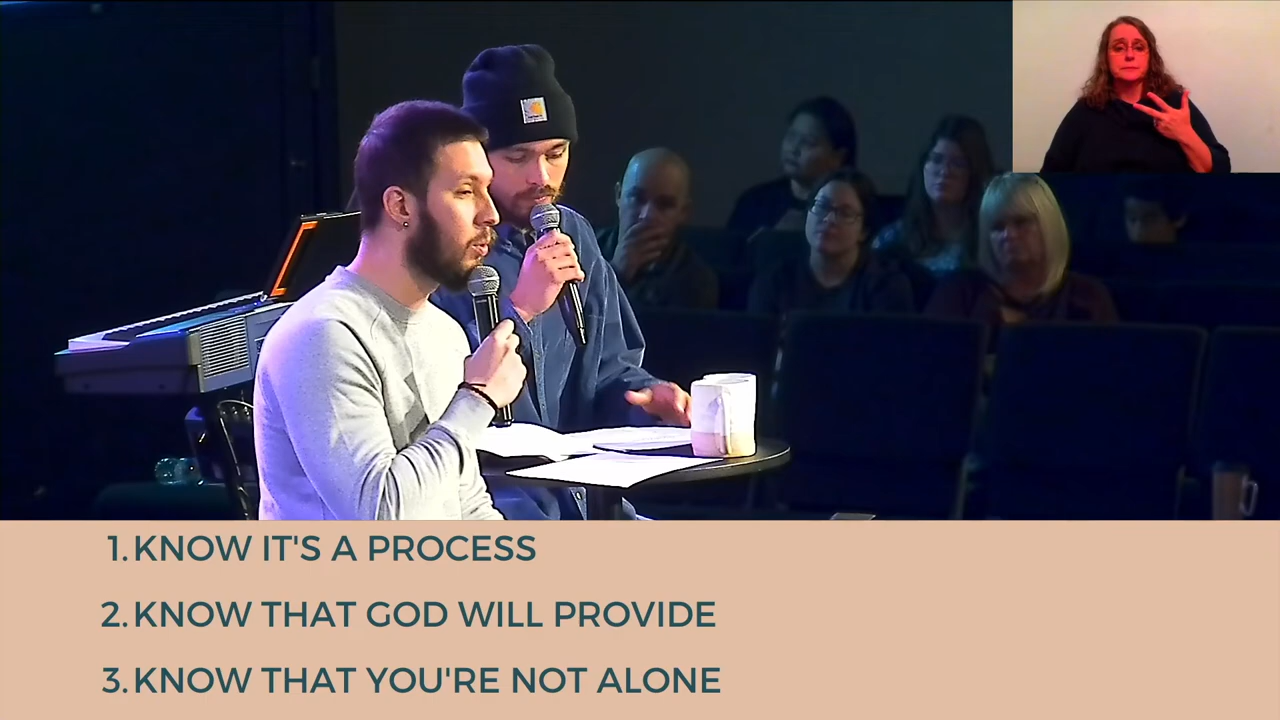 1. KNOW IT'S A PROCESS
2. KNOW THAT GOD WILL PROVIDE
3. KNOW THAT YOU'RE NOT ALONE